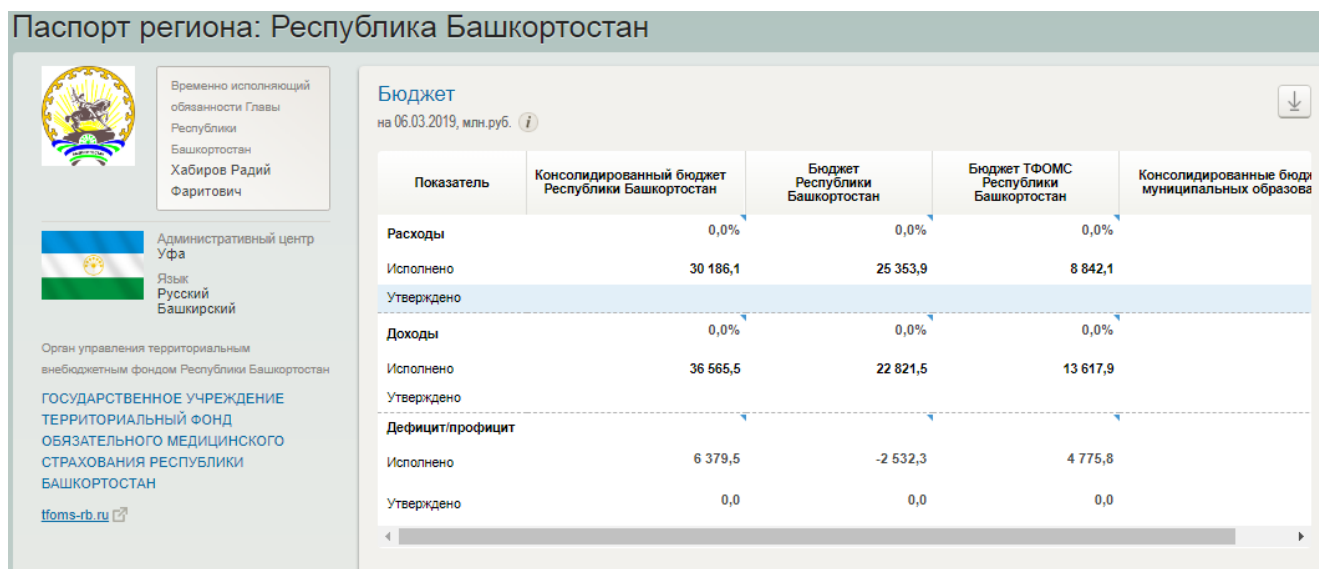 Паспорт региона: Республика Башкортостан
Временно исполняющий
обязанности Главы
Республики
Башкортостан
Хабиров Радий
Фаритович
Административный центр
Уфа
Язык
Русский
Башкирский
Орган управления территориальным
внебюджетным фондом Республики Башкортостан
ГОСУДАРСТВЕННОЕ УЧРЕЖДЕНИЕ
ТЕРРИТОРИАЛЬНЫЙ ФОНД
ОБЯЗАТЕЛЬНОГО МЕДИЦИНСКОГО
СТРАХОВАНИЯ РЕСПУБЛИКИ
БАШКОРТОСТАН
tfoms-rb.ru
Бюджет
на 06.03.2019, млн.руб. i
Показатель
Консолидированный бюджет
Республики Башкортостан
Бюджет
Республики
Башкортостан
Бюджет ТФОМС
Республики
Башкортостан
Консолидированные бюдж
муниципальных образова
Расходы 0,0% 0,0% 0,0%
Исполнено 30 186,1 25 353,9 8 842,1
Утверждено
Доходы 0,0% 0,0% 0,0%
Исполнено 36 565,5 22 821,5 13 617,9
Утверждено
Дефицит/профицит
Исполнено 6 379,5 -2 532,3 4 775,8
Утверждено 0,0 0,0 0,0